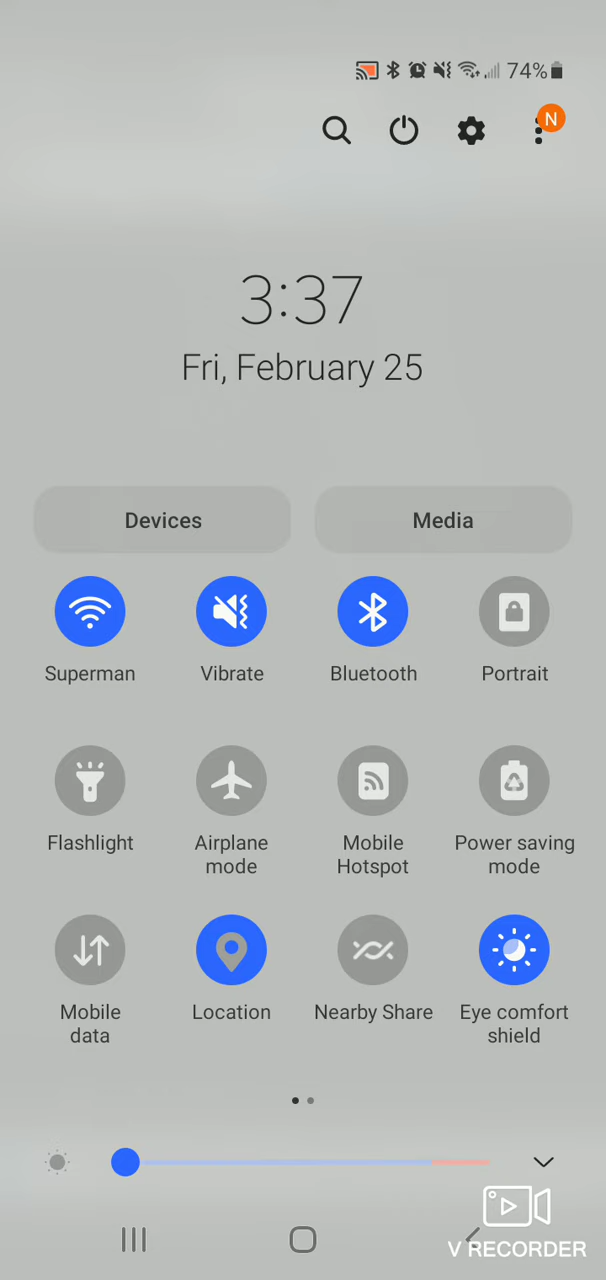 74%
N
3:37
Fri, February 25
Devices
Media
Superman
Vibrate
Bluetooth
Portrait
Flashlight
Airplane
mode
Mobile
Hotspot
Power saving
mode
Mobile
data
Location
Nearby Share
Eye comfort
shield
V RECORDER